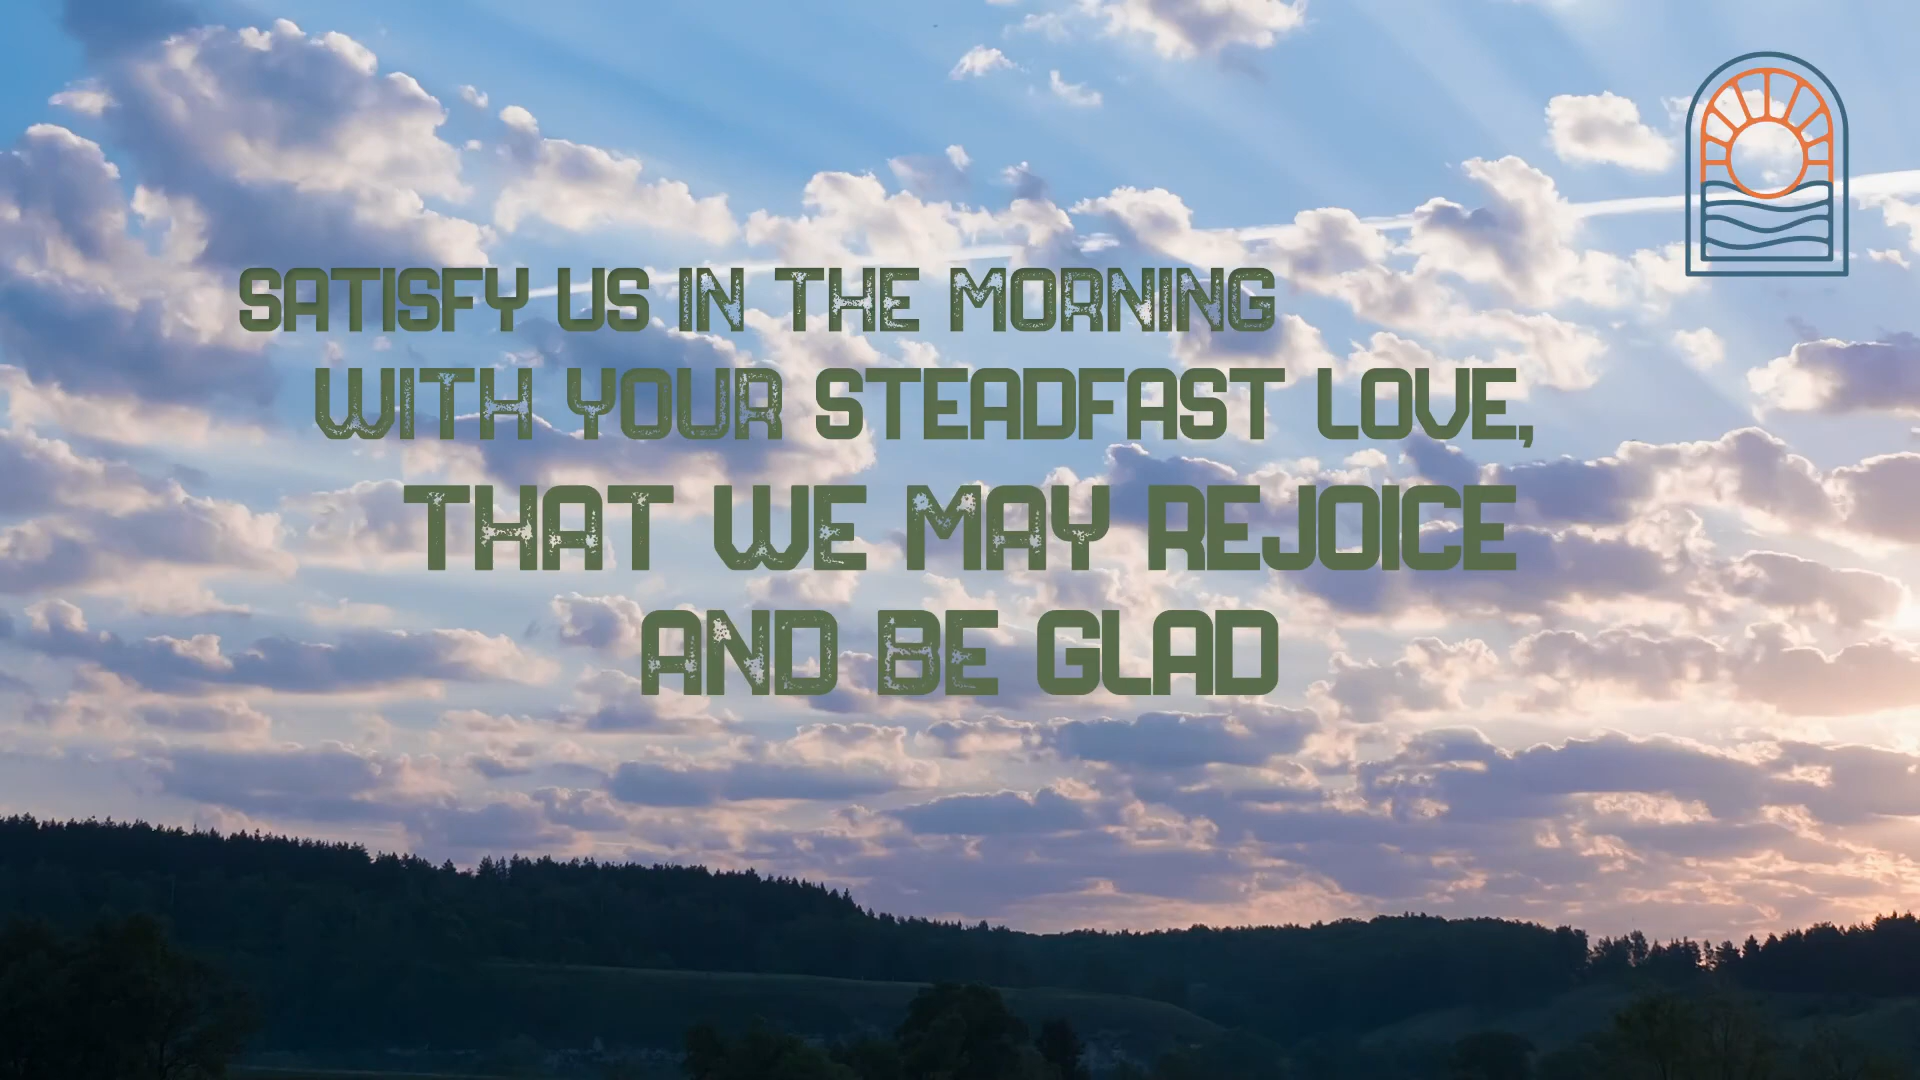 SATISFY US IN THE MORNING
WITH YOUR STEADFAST LOVE,
THAT WE MAY REJOICE
AND BE GLAD